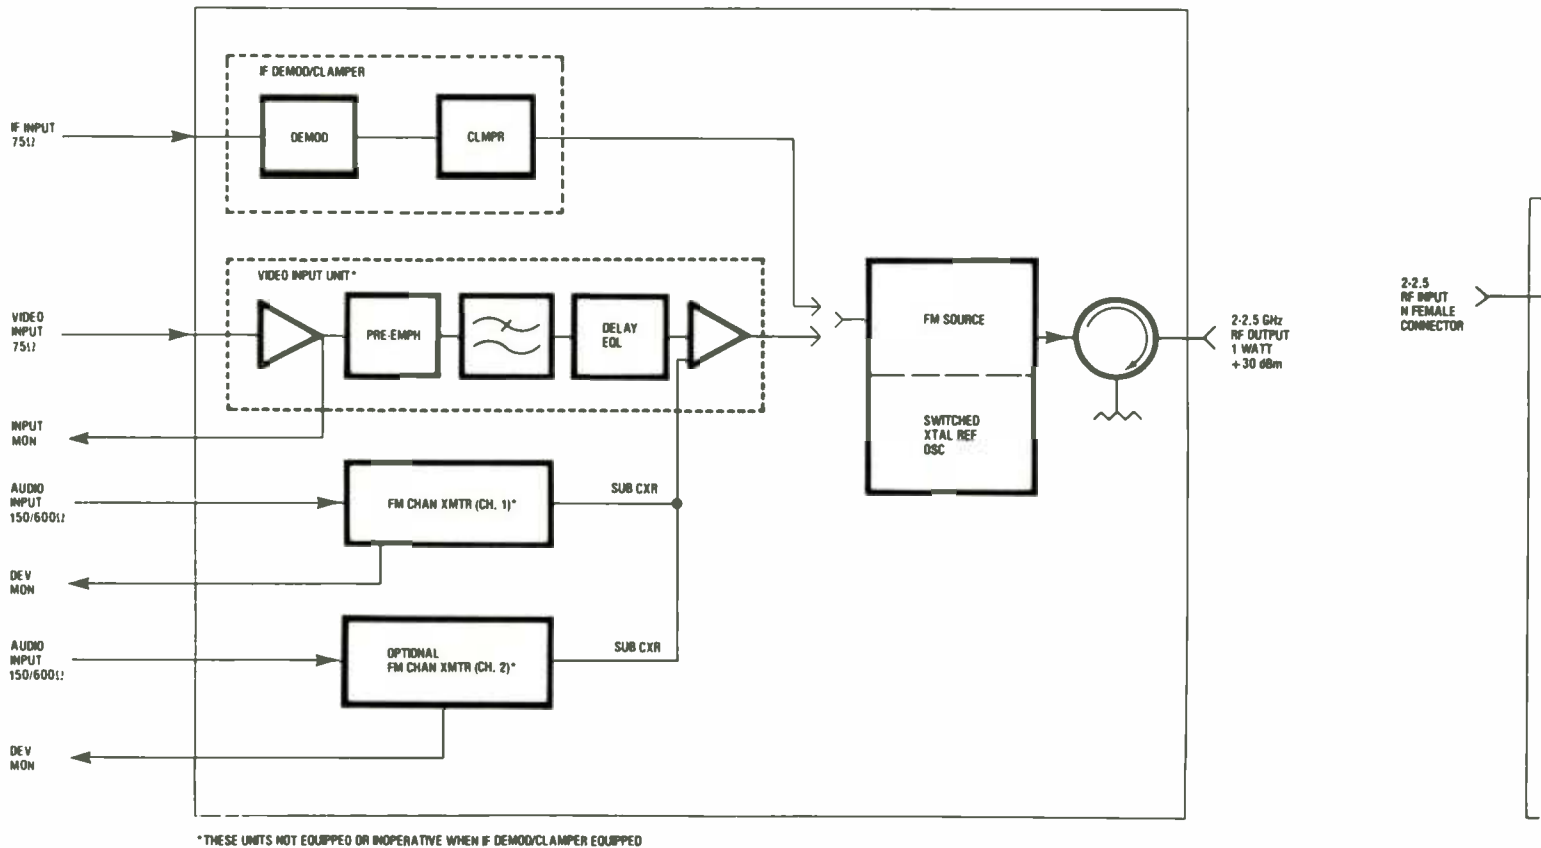 IF DEMOD/CLAMPER
IF INPUT
75Ω
DEMOD
CLMPR
VIDEO INPUT UNIT*
VIDEO
INPUT
75Ω
PRE-EMPH
DELAY
EQL
FM SOURCE
SWITCHED
XTAL REF
OSC
2-2.5 GHz
RF OUTPUT
1 WATT
+30 dBm
2-2.5
RF INPUT
N FEMALE
CONNECTOR
INPUT
MON
AUDIO
INPUT
150/600Ω
FM CHAN XMTR (CH. 1)*
SUB CXR
DEV
MON
AUDIO
INPUT
150/600Ω
OPTIONAL
FM CHAN XMTR (CH. 2)*
SUB CXR
DEV
MON
*THESE UNITS NOT EQUIPPED OR INOPERATIVE WHEN IF DEMOD/CLAMPER EQUIPPED